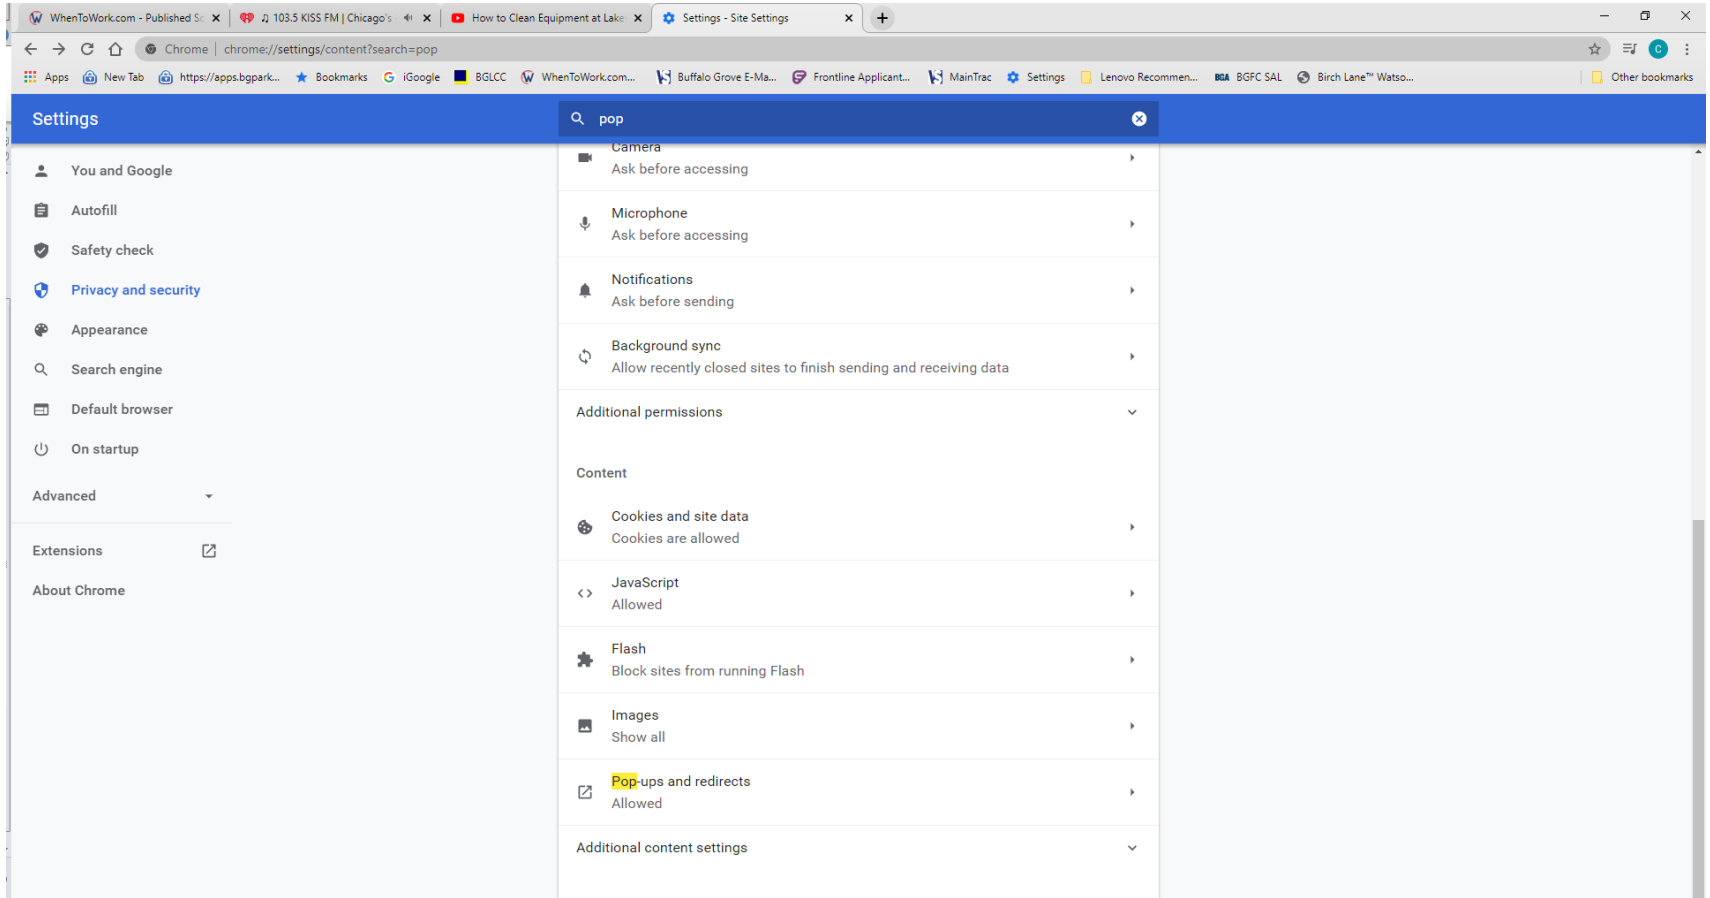 WhenToWork.com - Published Sc
103.5 KISS FM | Chicago's
How to Clean Equipment at Lake
Settings - Site Settings
Chrome | chrome://settings/content?search=pop
C
Apps
New Tab
https://apps.bgpark...
Bookmarks
iGoogle
BGLCC
WhenToWork.com...
Buffalo Grove E-Ma...
Frontline Applicant...
MainTrac
Settings
Lenovo Recommen...
BGA BGFC SAL
Birch Lane™ Watso...
Other bookmarks
Settings
pop
You and Google
Autofill
Safety check
Privacy and security
Appearance
Search engine
Default browser
On startup
Advanced
Extensions
About Chrome
Camera
Ask before accessing
Microphone
Ask before accessing
Notifications
Ask before sending
Background sync
Allow recently closed sites to finish sending and receiving data
Additional permissions
Content
Cookies and site data
Cookies are allowed
JavaScript
Allowed
Flash
Block sites from running Flash
Images
Show all
Pop-ups and redirects
Allowed
Additional content settings